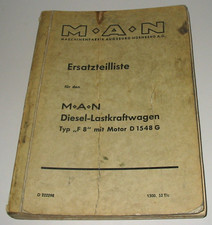 M·A·N
MASCHINENFABRIK AUGSBURG-NÜRNBERG A.G.
Ersatzteilliste
für den
M·A·N
Diesel-Lastkraftwagen
Typ „F 8" mit Motor D 1548 G